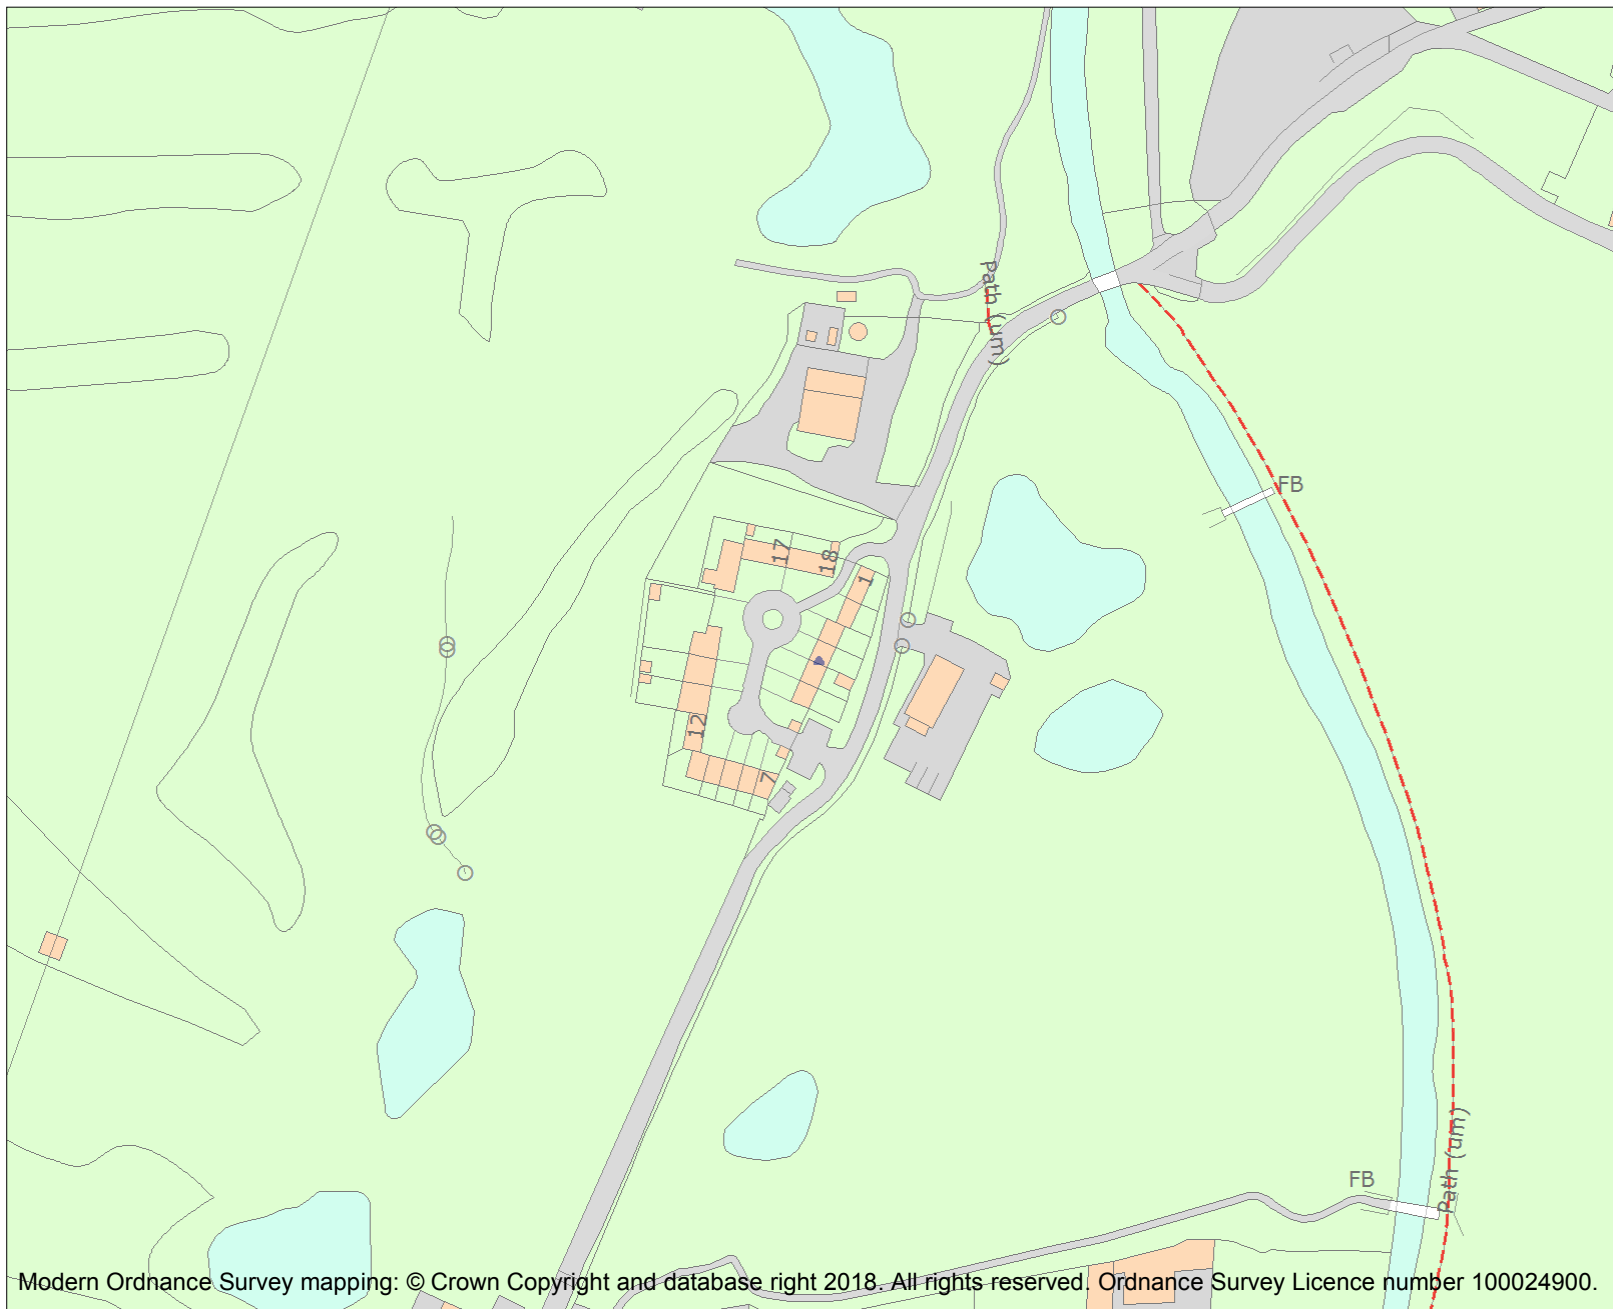 Path (um)
FB
17
18
1
12
7
Path (um)
FB
Modern Ordnance Survey mapping: © Crown Copyright and database right 2018. All rights reserved. Ordnance Survey Licence number 100024900.